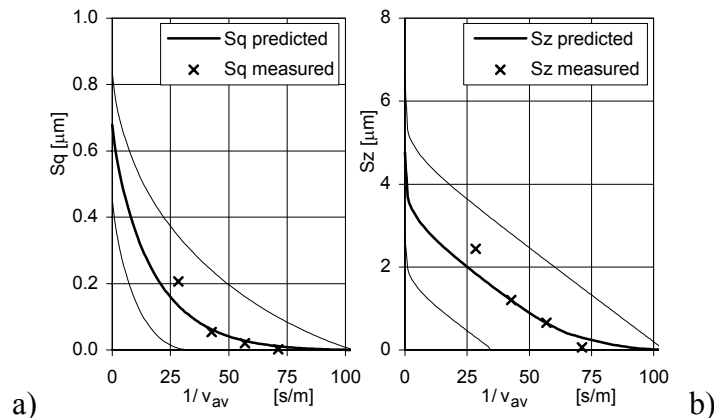 1.0
0.8
0.6
0.4
0.2
0.0
Sq [µm]
Sq predicted
Sq measured
0 25 50 75 100
1/ v_av [s/m]
a)
8
6
4
2
0
Sz [µm]
Sz predicted
Sz measured
0 25 50 75 100
1/ v_av [s/m]
b)